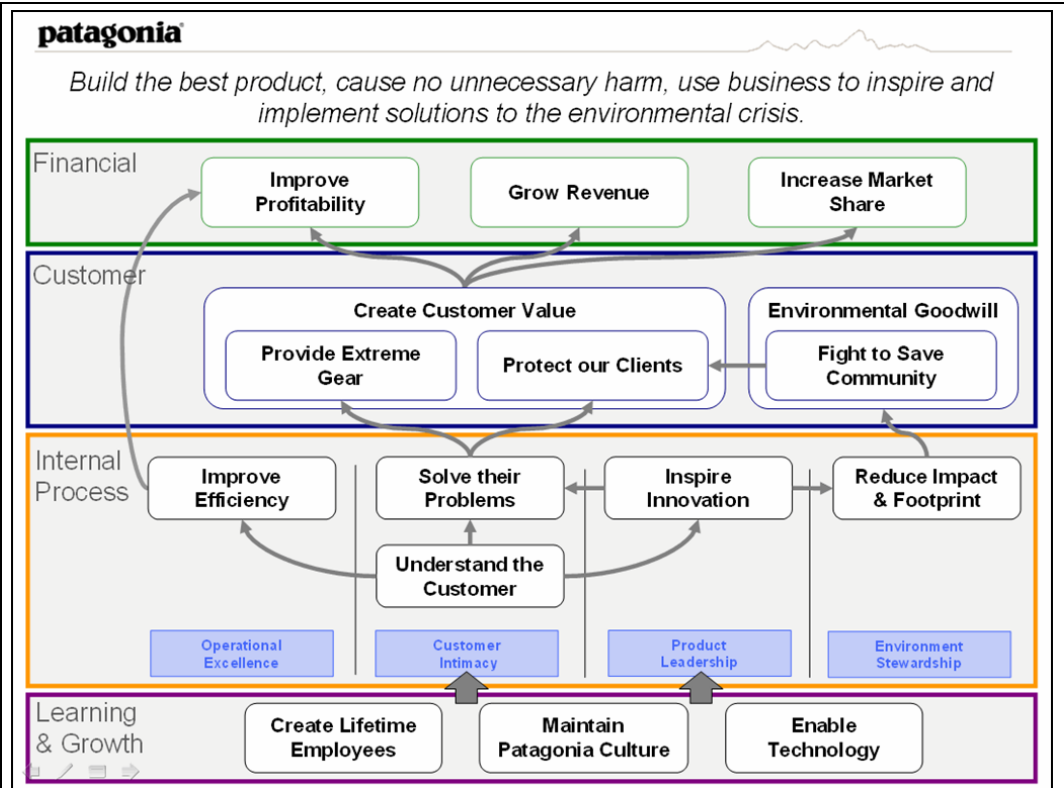 patagonia®
Build the best product, cause no unnecessary harm, use business to inspire and
implement solutions to the environmental crisis.
Financial
Improve
Profitability
Grow Revenue
Increase Market
Share
Customer
Create Customer Value
Environmental Goodwill
Provide Extreme
Gear
Protect our Clients
Fight to Save
Community
Internal
Process
Improve
Efficiency
Solve their
Problems
Inspire
Innovation
Reduce Impact
& Footprint
Understand the
Customer
Operational
Excellence
Customer
Intimacy
Product
Leadership
Environment
Stewardship
Learning
& Growth
Create Lifetime
Employees
Maintain
Patagonia Culture
Enable
Technology